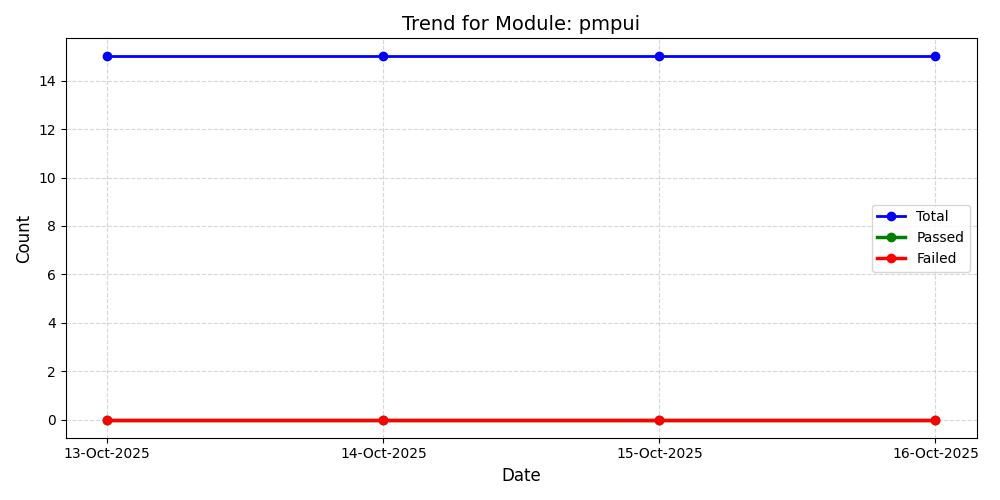 Trend for Module: pmpui
Count
14
12
10
8
6
4
2
0
Total
Passed
Failed
13-Oct-2025
14-Oct-2025
15-Oct-2025
16-Oct-2025
Date